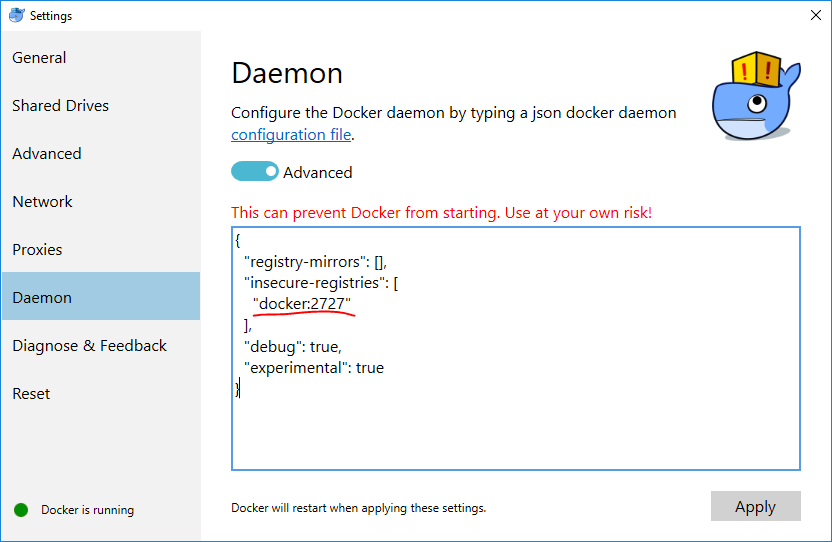 Settings
General
Shared Drives
Advanced
Network
Proxies
Daemon
Diagnose & Feedback
Reset
Docker is running
Daemon
Configure the Docker daemon by typing a json docker daemon
configuration file.
Advanced
This can prevent Docker from starting. Use at your own risk!
{
  "registry-mirrors": [],
  "insecure-registries": [
    "docker:2727"
  ],
  "debug": true,
  "experimental": true
}
Docker will restart when applying these settings.
Apply
! !